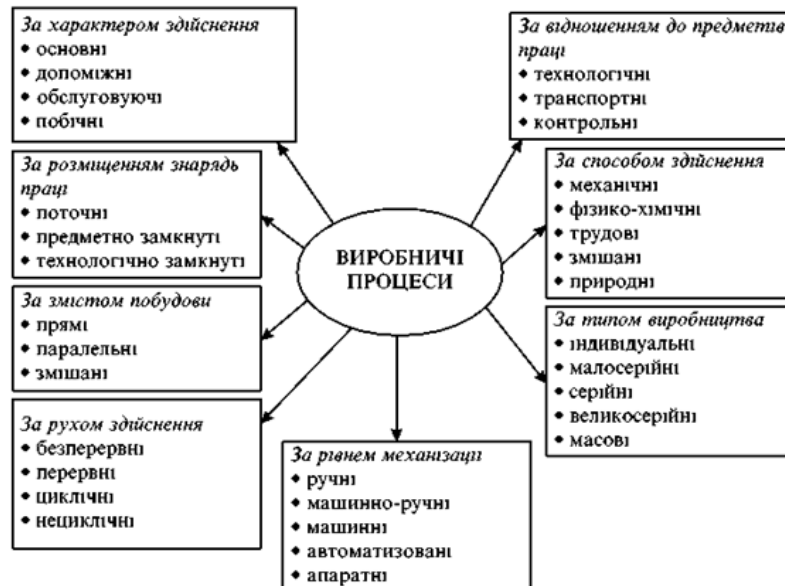 За характером здійснення
◆ основні
◆ допоміжні
◆ обслуговуючі
◆ побічні
За відношенням до предметів
праці
◆ технологічні
◆ транспортні
◆ контрольні
За розміщенням знарядь
праці
◆ поточні
◆ предметно замкнуті
◆ технологічно замкнуті
ВИРОБНИЧІ
ПРОЦЕСИ
За способом здійснення
◆ механічні
◆ фізико-хімічні
◆ трудові
◆ змішані
◆ природні
За змістом побудови
◆ прямі
◆ паралельні
◆ змішані
За типом виробництва
◆ індивідуальні
◆ малосерійні
◆ серійні
◆ великосерійні
◆ масові
За рухом здійснення
◆ безперервні
◆ перервні
◆ циклічні
◆ нециклічні
За рівнем механізації
◆ ручні
◆ машинно-ручні
◆ машинні
◆ автоматизовані
◆ апаратні